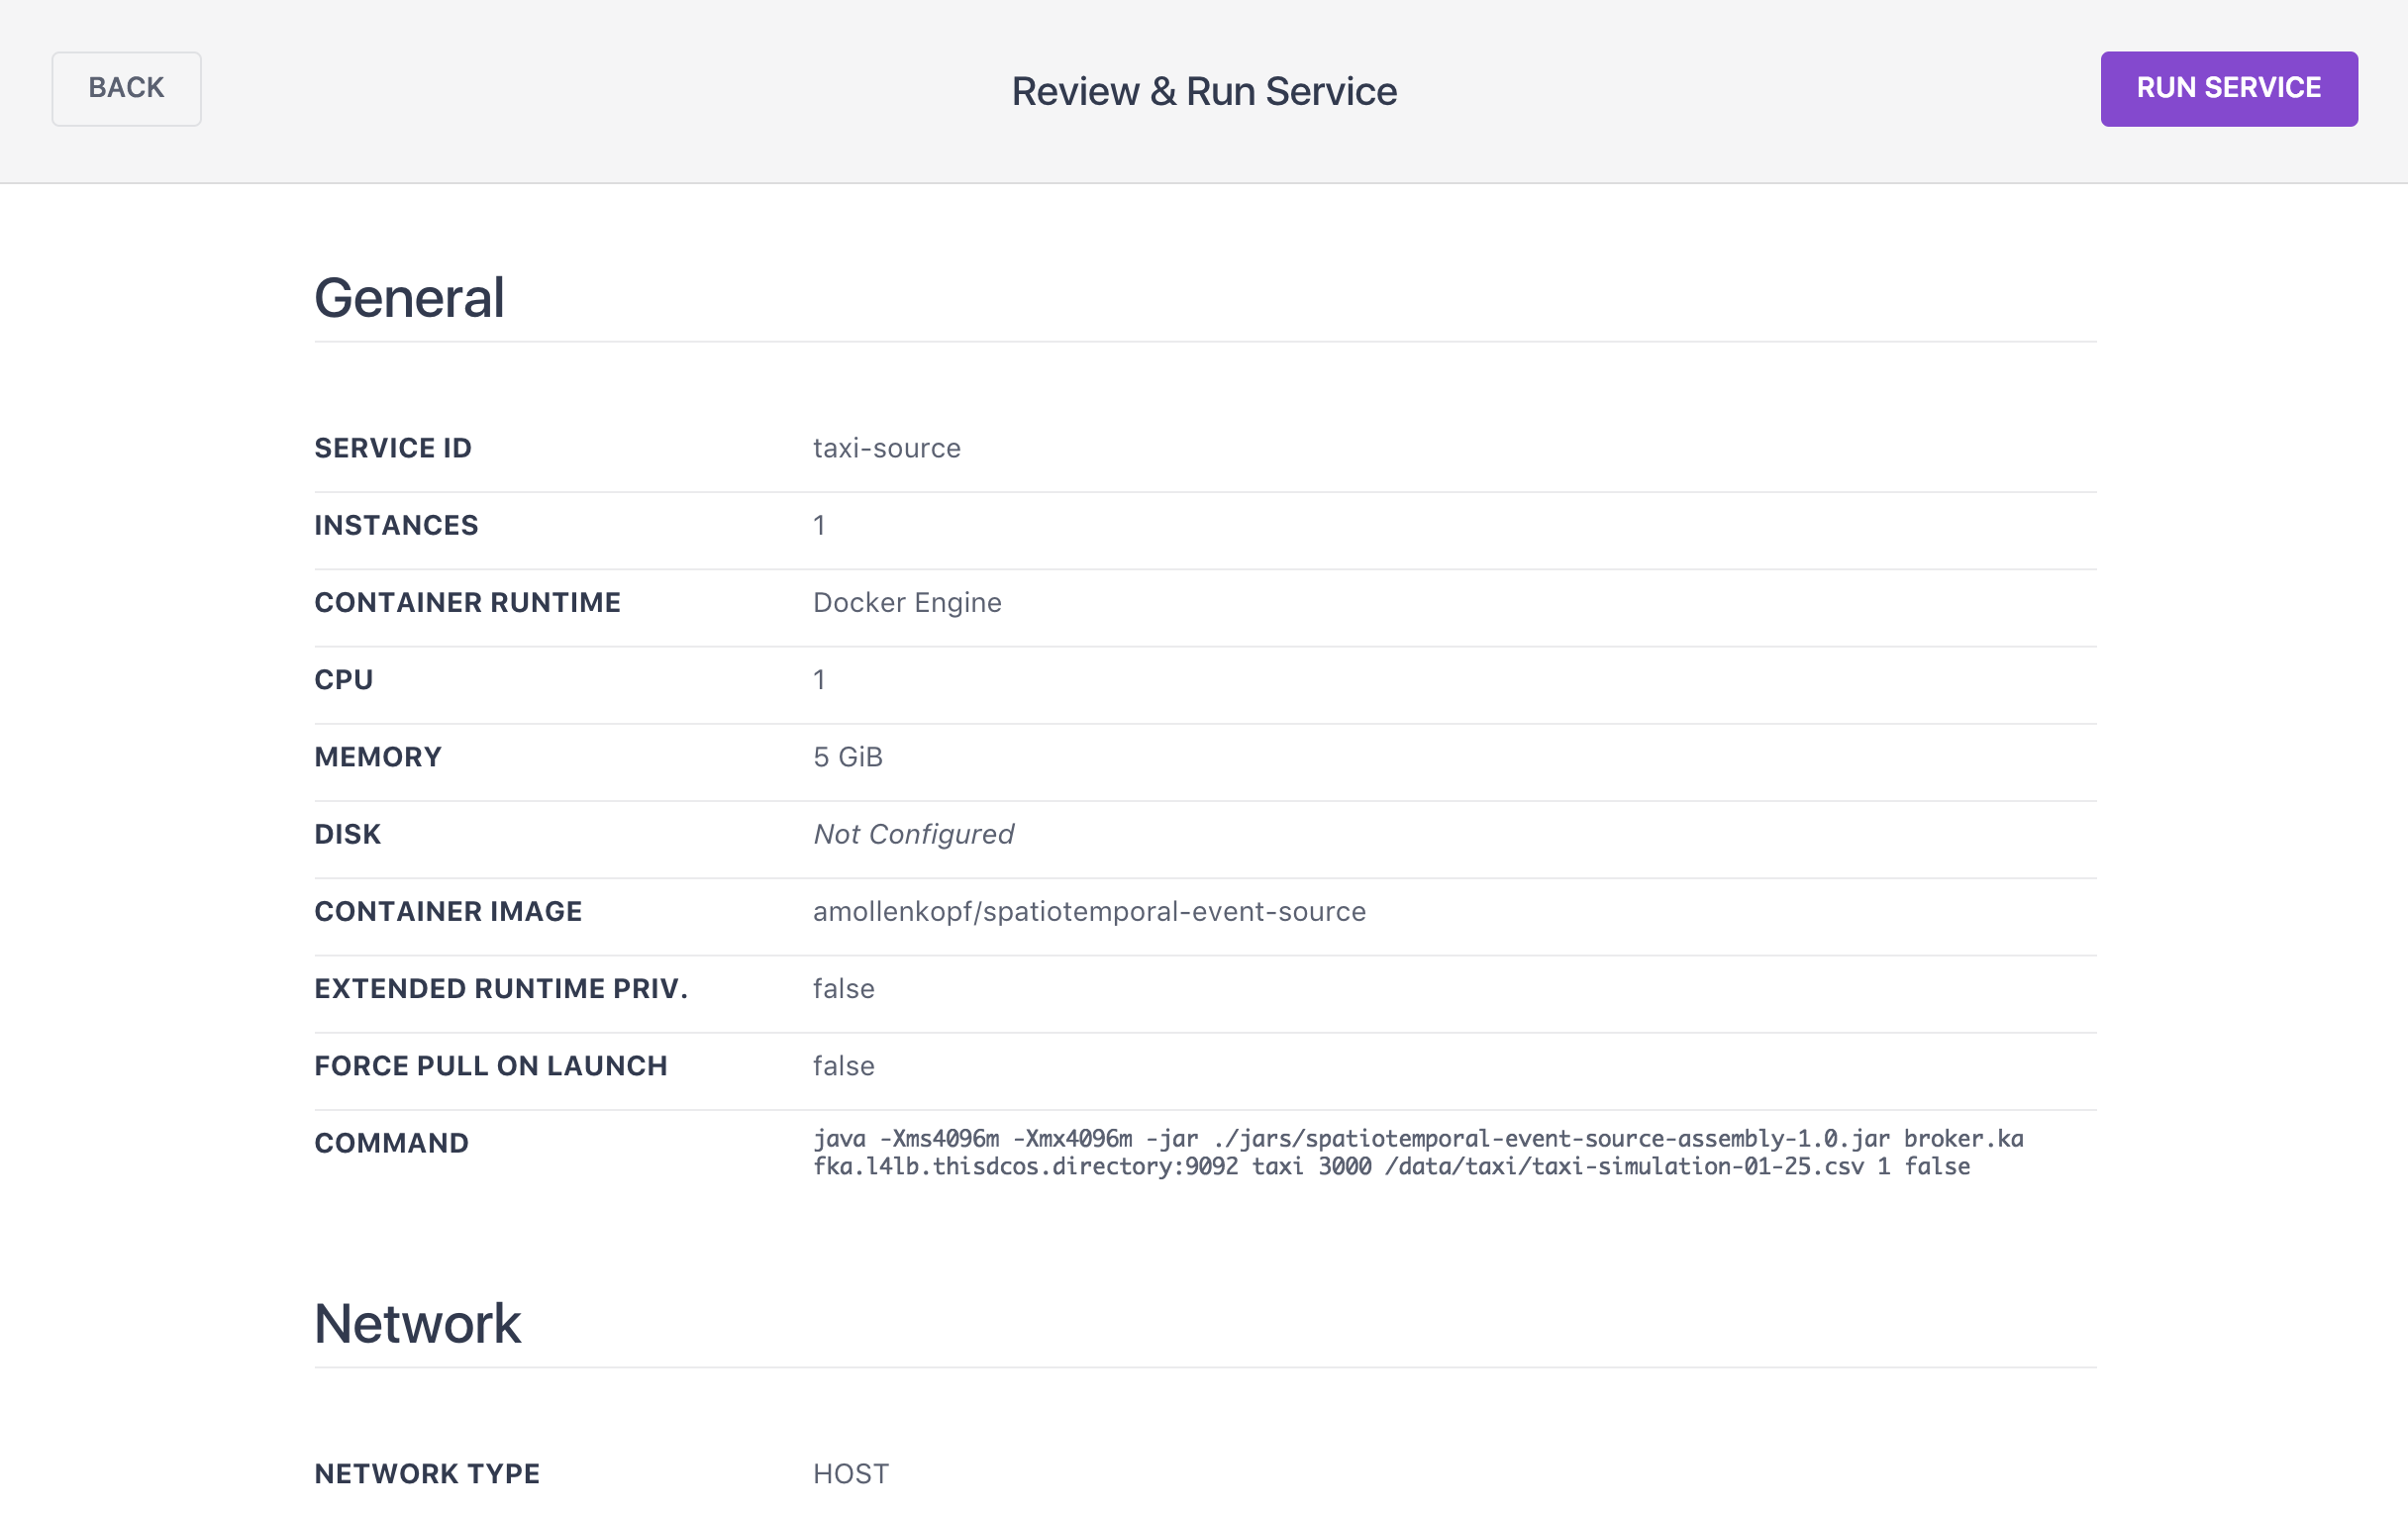 BACK
Review & Run Service
RUN SERVICE
General
SERVICE ID taxi-source
INSTANCES 1
CONTAINER RUNTIME Docker Engine
CPU 1
MEMORY 5 GiB
DISK Not Configured
CONTAINER IMAGE amollenkopf/spatiotemporal-event-source
EXTENDED RUNTIME PRIV. false
FORCE PULL ON LAUNCH false
COMMAND java -Xms4096m -Xmx4096m -jar ./jars/spatiotemporal-event-source-assembly-1.0.jar broker.ka
fka.l4lb.thisdcos.directory:9092 taxi 3000 /data/taxi/taxi-simulation-01-25.csv 1 false
Network
NETWORK TYPE HOST